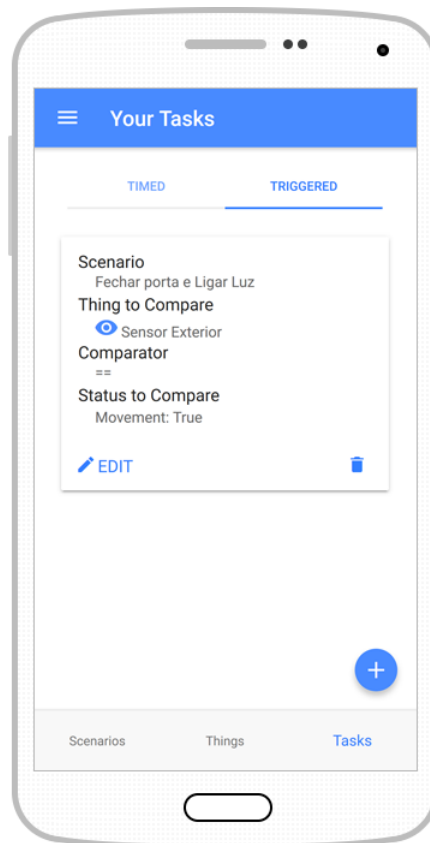 Your Tasks
TIMED TRIGGERED
Scenario
Fechar porta e Ligar Luz
Thing to Compare
Sensor Exterior
Comparator
==
Status to Compare
Movement: True
EDIT
Scenarios Things Tasks